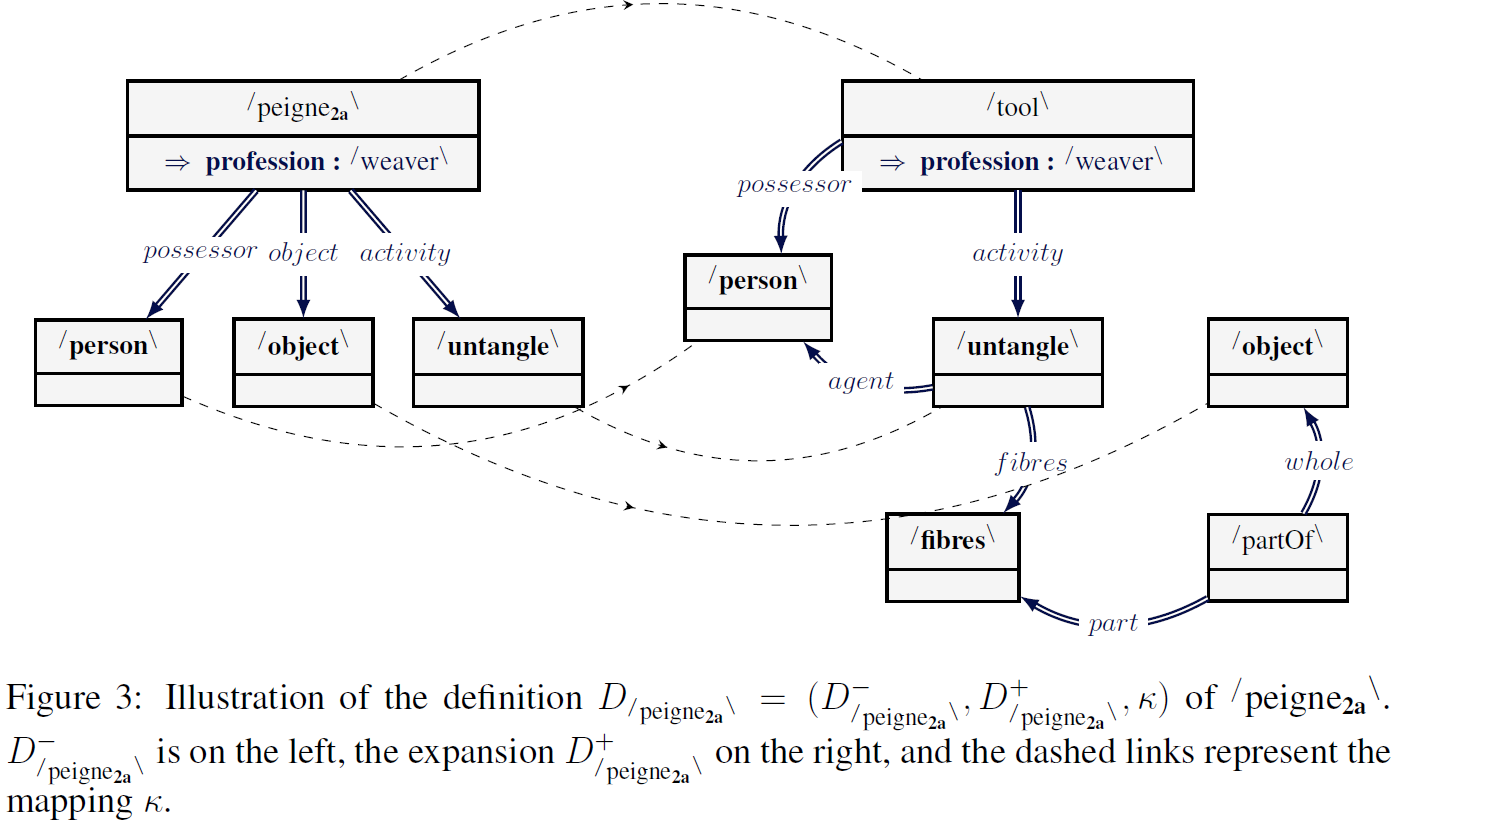 /peigne2a\
/tool\
⇒ profession : /weaver\
⇒ profession : /weaver\
possessor
possessor object activity
activity
/person\
/person\ /object\ /untangle\
/untangle\
/object\
agent
fibres
whole
/fibres\
/partOf\
part
Figure 3: Illustration of the definition D/peigne2a\ = (D−/peigne2a\, D+/peigne2a\, κ) of /peigne2a\.
D−/peigne2a\ is on the left, the expansion D+/peigne2a\ on the right, and the dashed links represent the
mapping κ.